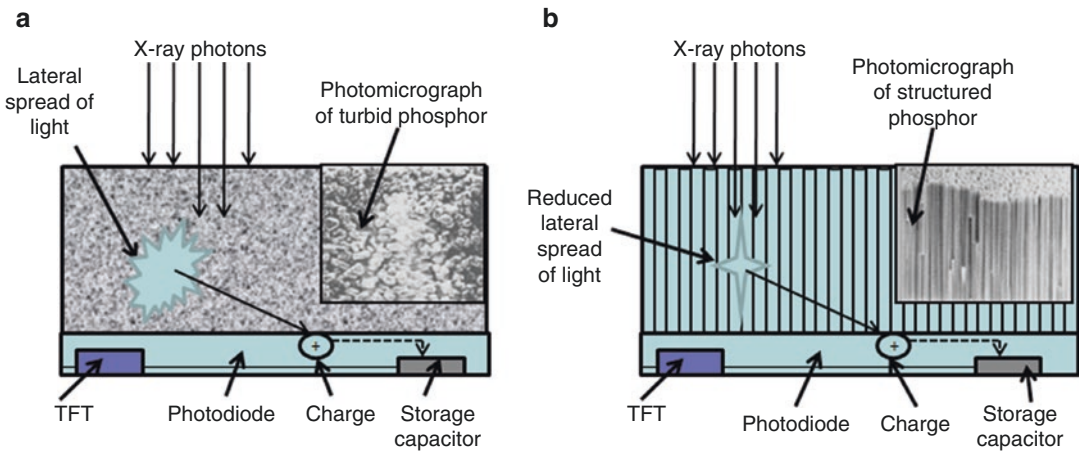 a
X-ray photons
Lateral
spread of
light
Photomicrograph
of turbid phosphor
+
TFT
Photodiode
Charge
Storage
capacitor
b
X-ray photons
Photomicrograph
of structured
phosphor
Reduced
lateral
spread
of light
+
TFT
Photodiode
Charge
Storage
capacitor